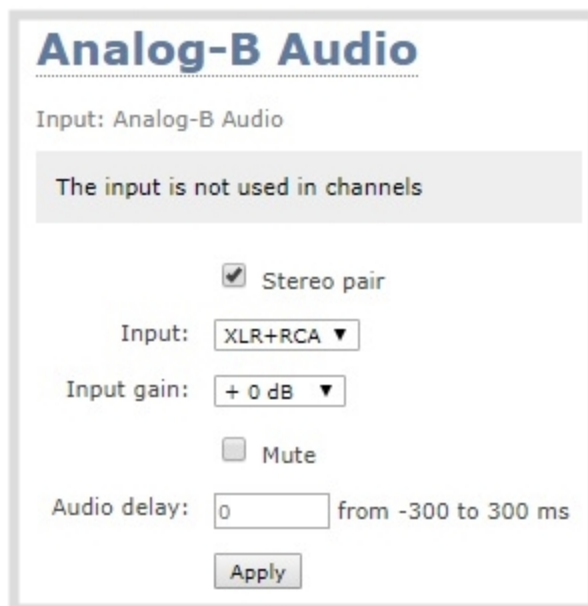 Analog-B Audio
Input: Analog-B Audio
The input is not used in channels
Stereo pair
Input: XLR+RCA
Input gain: + 0 dB
Mute
Audio delay: 0 from -300 to 300 ms
Apply